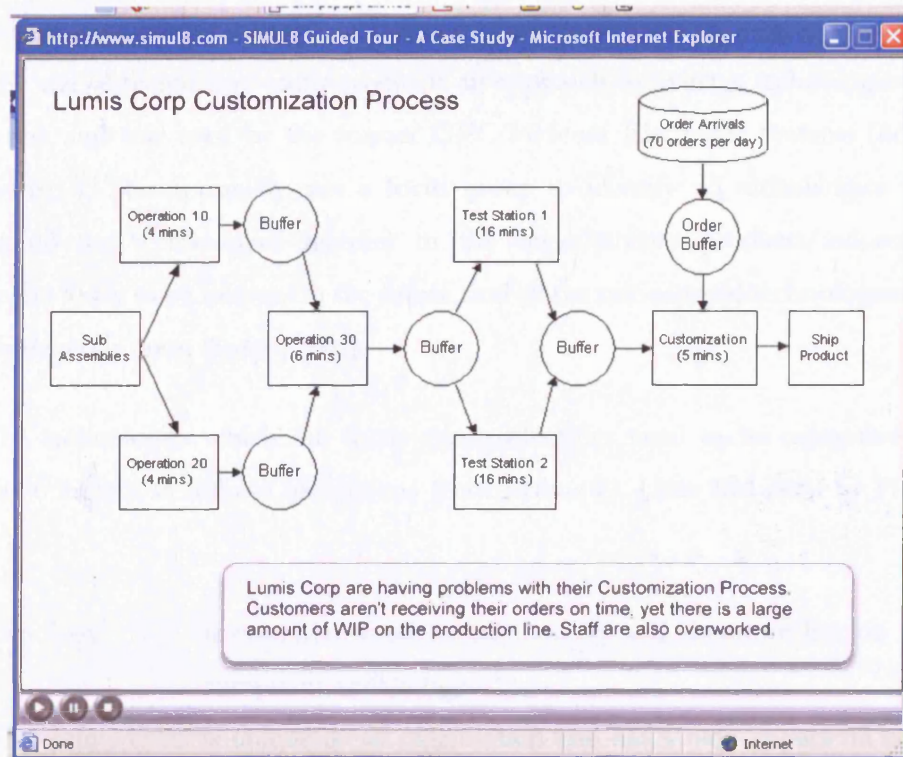 http://www.simul8.com - SIMUL8 Guided Tour - A Case Study - Microsoft Internet Explorer
Lumis Corp Customization Process
Order Arrivals
(70 orders per day)
Operation 10
(4 mins)
Buffer
Test Station 1
(16 mins)
Order
Buffer
Sub
Assemblies
Operation 30
(6 mins)
Buffer
Buffer
Customization
(5 mins)
Ship
Product
Operation 20
(4 mins)
Buffer
Test Station 2
(16 mins)
Lumis Corp are having problems with their Customization Process.
Customers aren't receiving their orders on time, yet there is a large
amount of WIP on the production line. Staff are also overworked.
Done
Internet